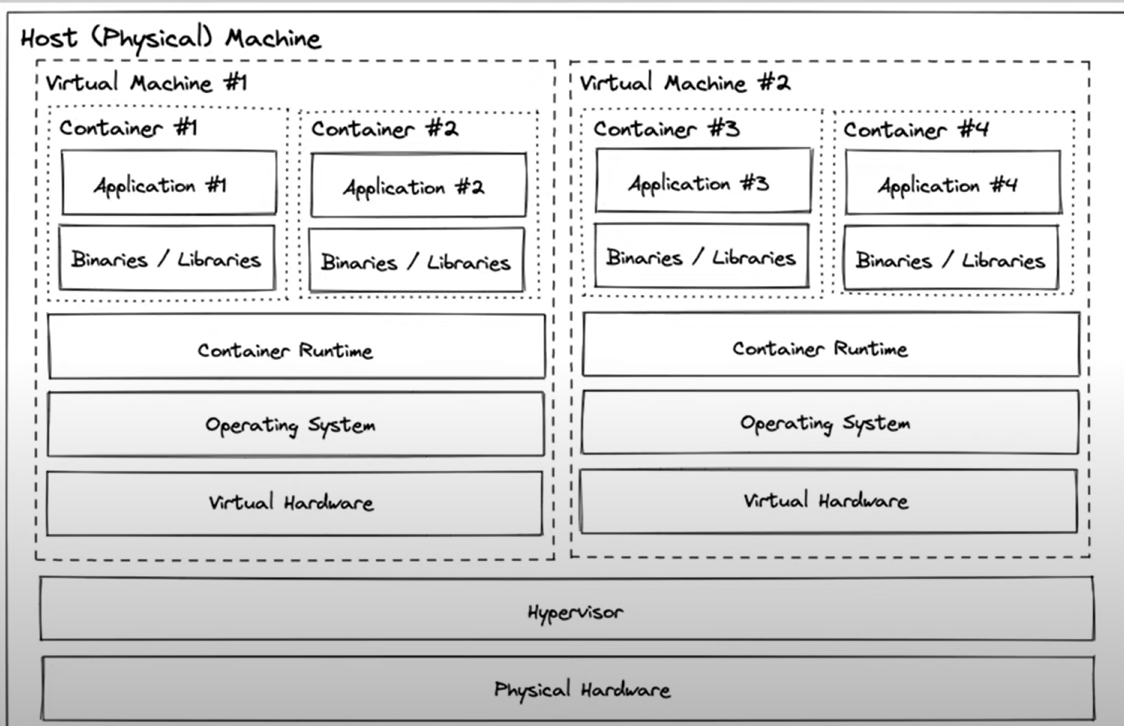 Host (Physical) Machine
Virtual Machine #1
Container #1
Application #1
Binaries / Libraries
Container #2
Application #2
Binaries / Libraries
Container Runtime
Operating System
Virtual Hardware
Virtual Machine #2
Container #3
Application #3
Binaries / Libraries
Container #4
Application #4
Binaries / Libraries
Container Runtime
Operating System
Virtual Hardware
Hypervisor
Physical Hardware